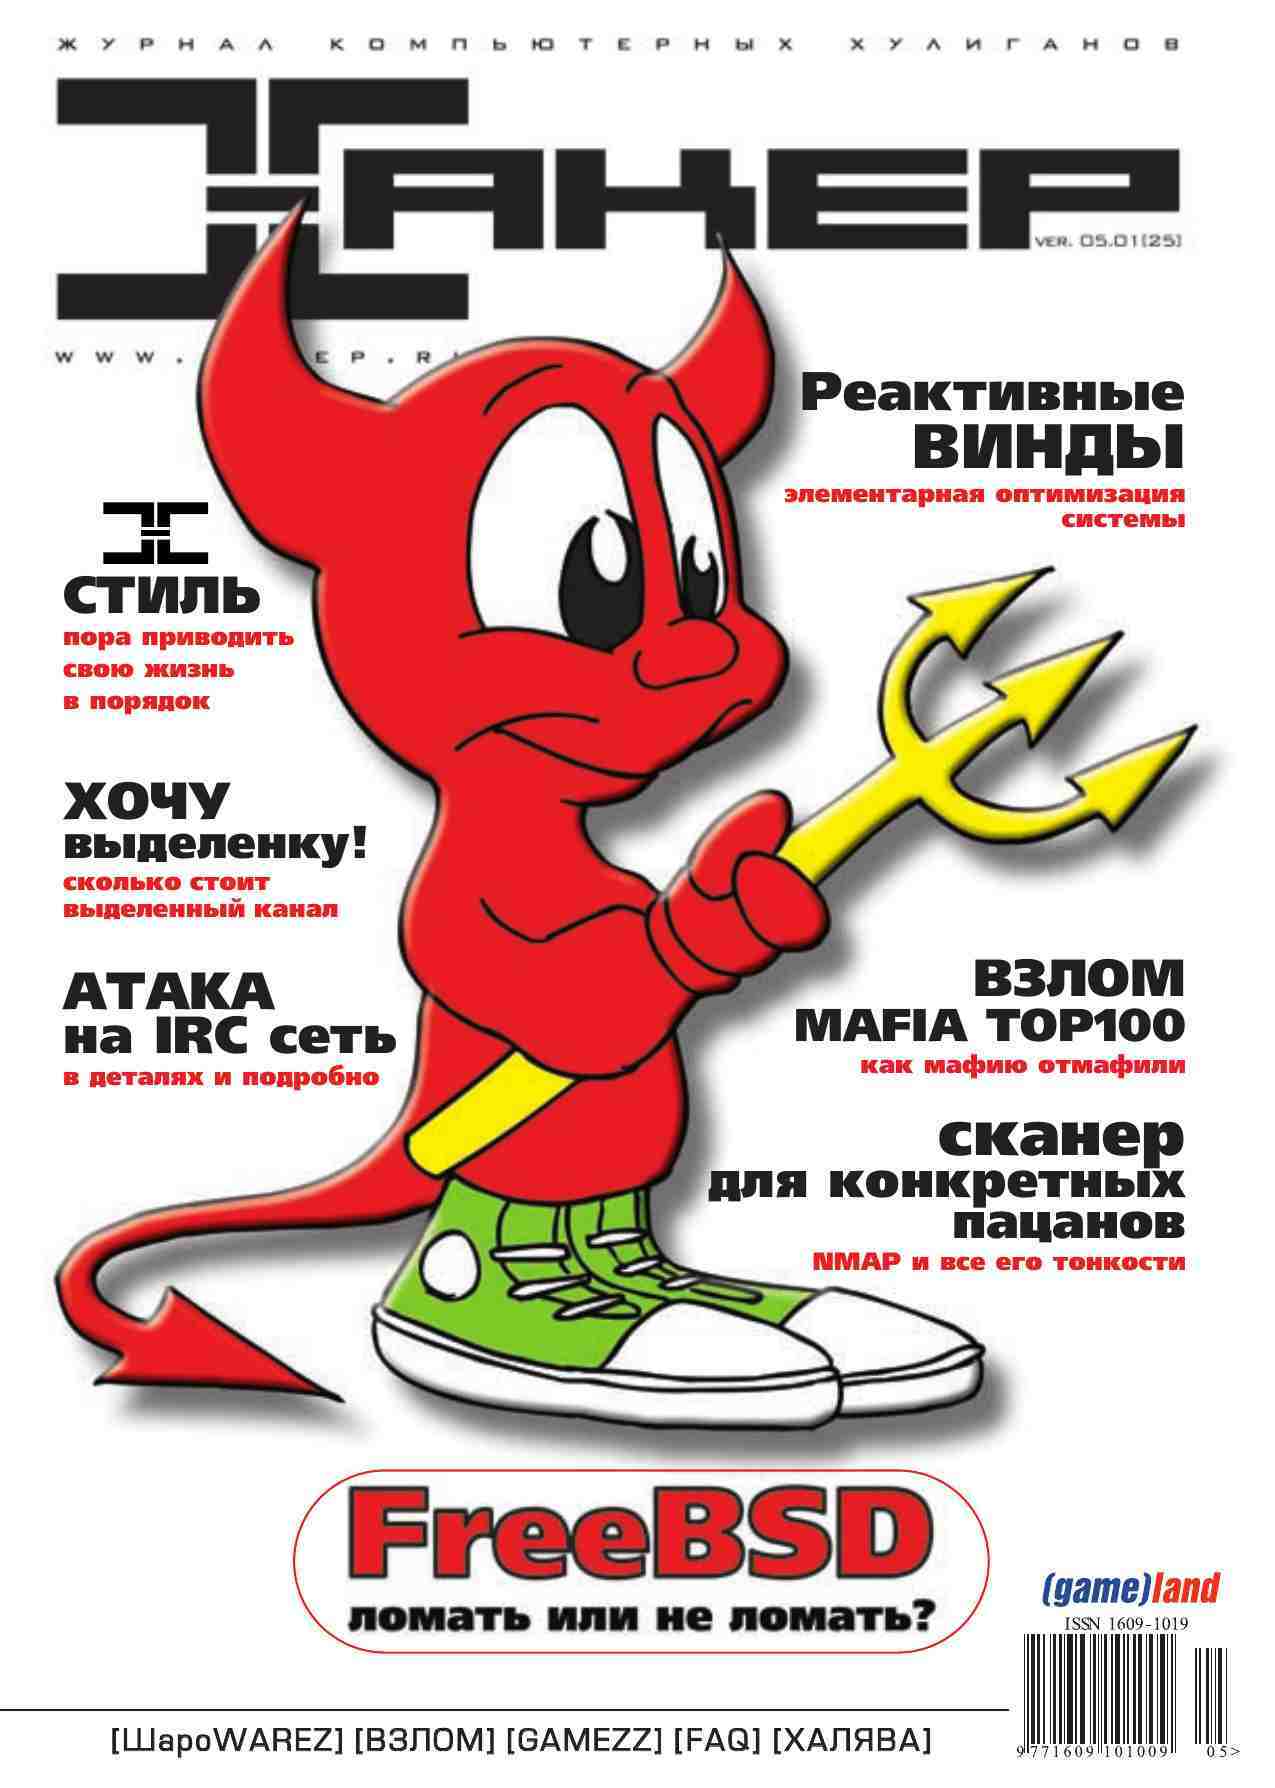 ЖУРНАЛ КОМПЬЮТЕРНЫХ ХУЛИГАНОВ
ХАКЕР
VER. 05.01(25)
Реактивные
ВИНДЫ
элементарная оптимизация
системы
СТИЛЬ
пора приводить
свою жизнь
в порядок
ХОЧУ
выделенку!
сколько стоит
выделенный канал
АТАКА
на IRC сеть
в деталях и подробно
ВЗЛОМ
MAFIA TOP100
как мафию отмафили
сканер
для конкретных
пацанов
NMAP и все его тонкости
FreeBSD
ломать или не ломать?
(game)land
ISSN 1609-1019
9 771609 101009 05>
[ШароWAREZ] [ВЗЛОМ] [GAMEZZ] [FAQ] [ХАЛЯВА]